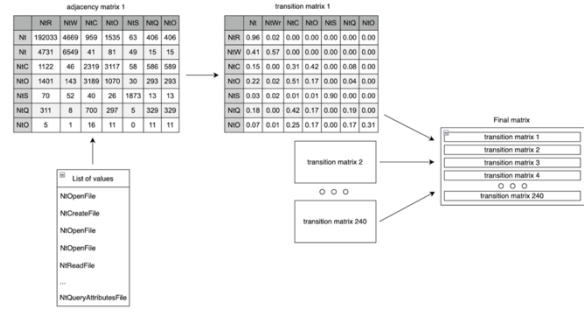 adjacency matrix 1
NtR NtW NtC NtO NtS NtQ NtO
Nt 192033 4669 959 1535 63 406 406
Nt 4731 6549 41 81 49 15 15
NtC 1122 46 2319 3117 58 586 589
NtO 1401 143 3189 1070 30 293 293
NtS 70 52 40 26 1873 13 13
NtQ 311 8 700 297 5 329 329
NtO 5 1 16 11 0 11 11
transition matrix 1
Nt NtWr NtC NtO NtS NtQ NtO
NtR 0.96 0.02 0.00 0.00 0.00 0.00 0.00
NtW 0.41 0.57 0.00 0.00 0.00 0.00 0.00
NtC 0.15 0.00 0.31 0.42 0.00 0.08 0.00
NtO 0.22 0.02 0.51 0.17 0.00 0.04 0.00
NtS 0.03 0.02 0.01 0.01 0.90 0.00 0.00
NtQ 0.18 0.00 0.42 0.17 0.00 0.19 0.00
NtO 0.07 0.01 0.25 0.17 0.00 0.17 0.31
List of values
NtOpenFile
NtCreateFile
NtOpenFile
NtOpenFile
NtReadFile
...
NtQueryAttributesFile
transition matrix 2
transition matrix 240
Final matrix
transition matrix 1
transition matrix 2
transition matrix 3
transition matrix 4
transition matrix 240